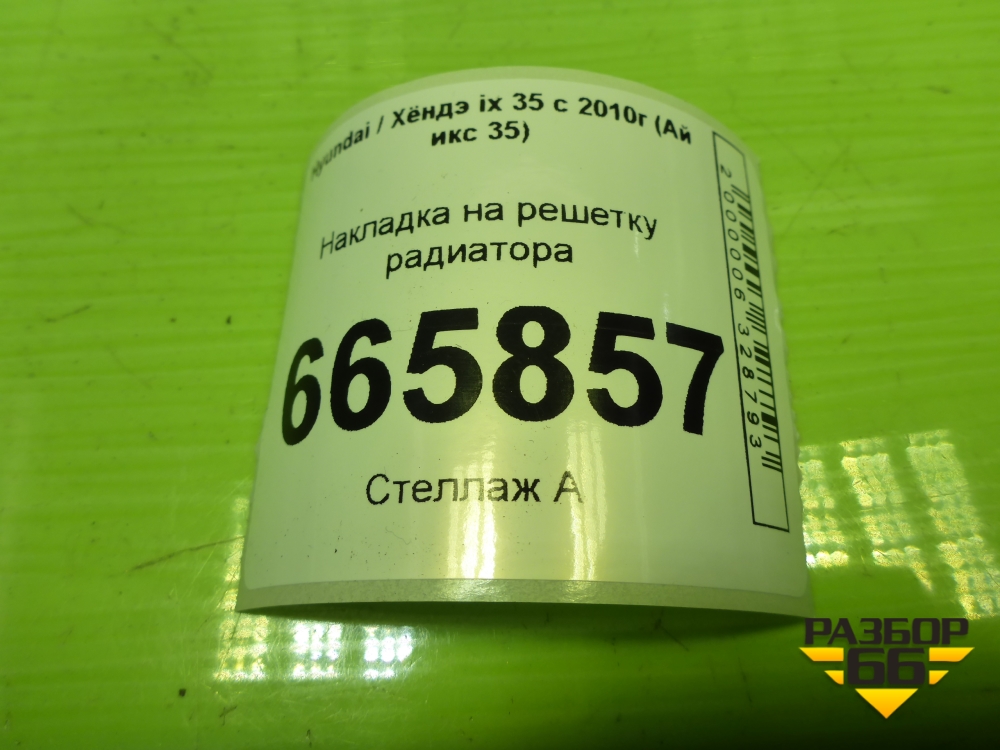 Hyundai / Хёндэ ix 35 с 2010г (Ай
икс 35)
Накладка на решетку
радиатора
665857
Стеллаж А
2000006328793
РАЗБОР
66